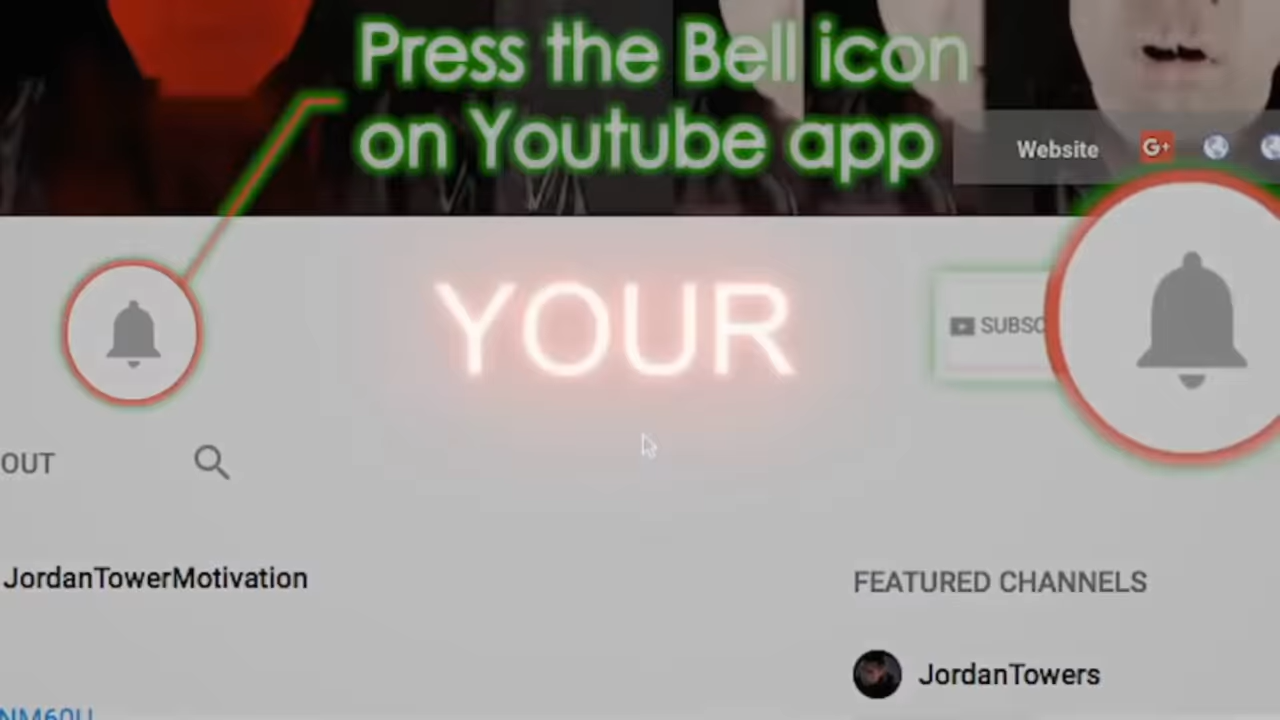 Press the Bell icon
on Youtube app
Website
G+
YOUR
SUBSC
OUT
JordanTowerMotivation
FEATURED CHANNELS
JordanTowers